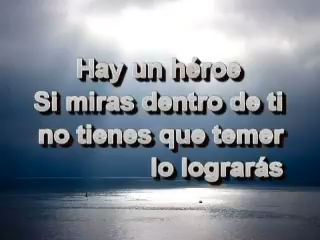 Hay un héroe
Si miras dentro de ti
no tienes que temer
lo lograrás